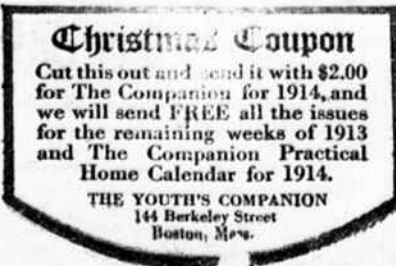 Christmas Coupon
Cut this out and send it with $2.00
for The Companion for 1914, and
we will send FREE all the issues
for the remaining weeks of 1913
and The Companion Practical
Home Calendar for 1914.
THE YOUTH'S COMPANION
144 Berkeley Street
Boston, Mass.